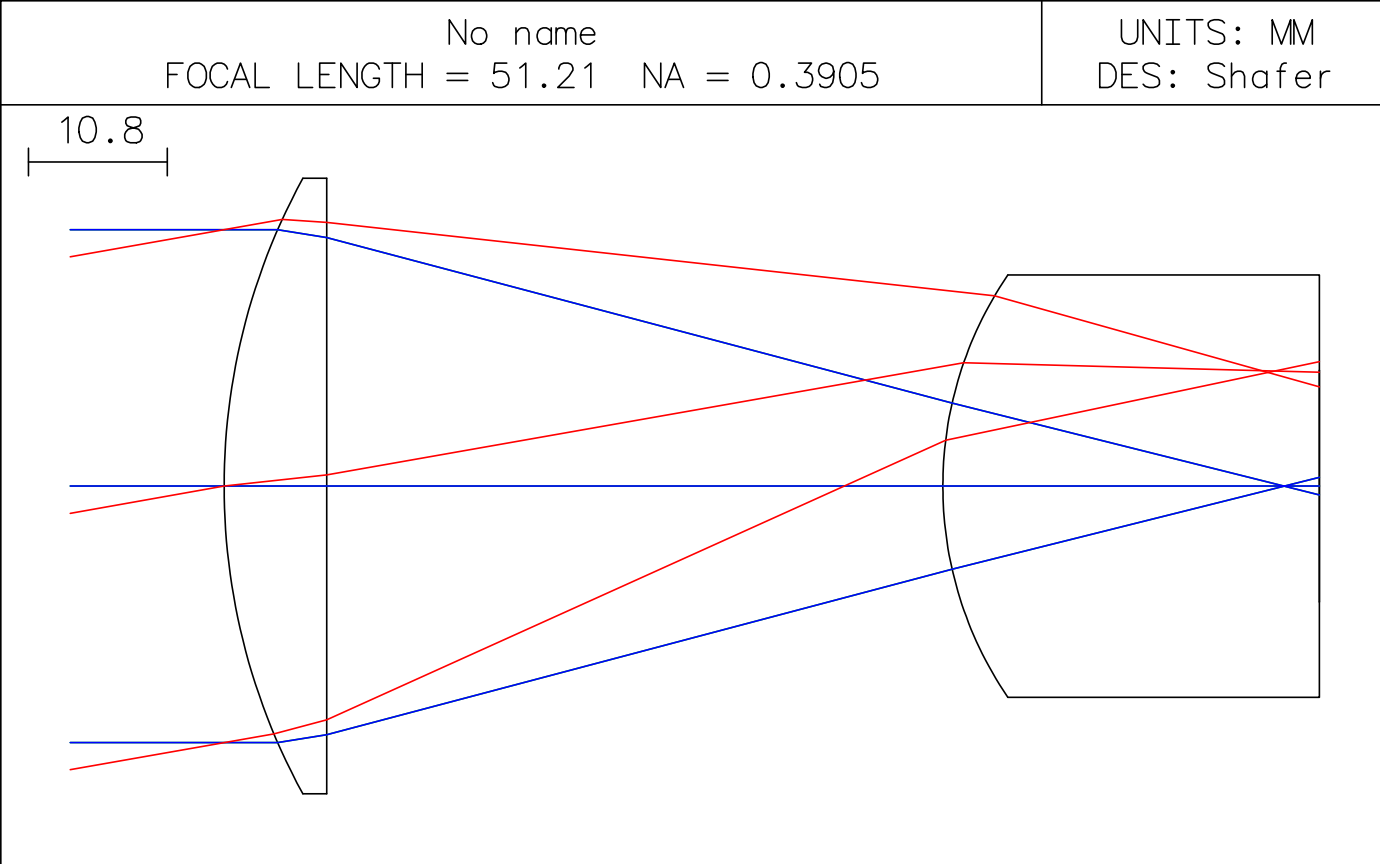 No name
FOCAL LENGTH = 51.21  NA = 0.3905
UNITS: MM
DES: Shafer
10.8